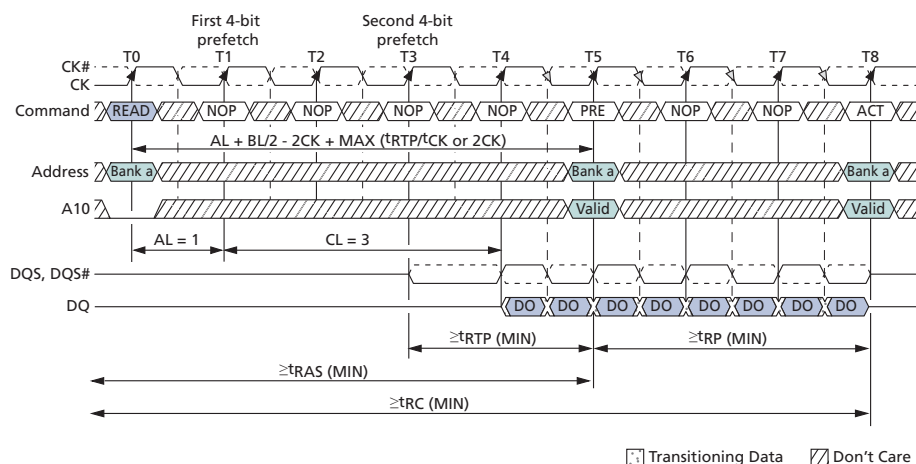 First 4-bit prefetch
Second 4-bit prefetch
T0 T1 T2 T3 T4 T5 T6 T7 T8
CK#
CK
Command READ NOP NOP NOP NOP PRE NOP NOP ACT
AL + BL/2 - 2CK + MAX (tRTP/tCK or 2CK)
Address Bank a Bank a Bank a
A10 Valid Valid
AL = 1 CL = 3
DQS, DQS#
DQ DO DO DO DO DO DO DO DO
≥tRTP (MIN) ≥tRP (MIN)
≥tRAS (MIN)
≥tRC (MIN)
Transitioning Data Don't Care